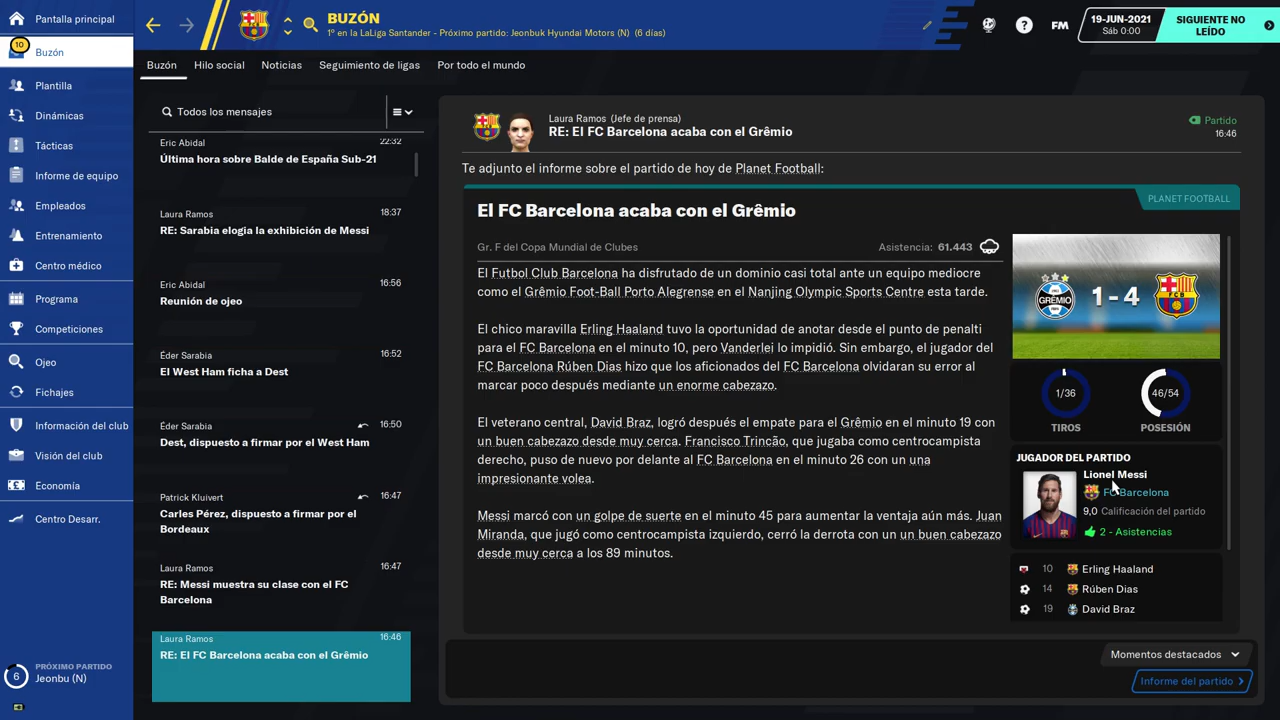 Pantalla principal
10
Buzón
Plantilla
Dinámicas
Tácticas
Informe de equipo
Empleados
Entrenamiento
Centro médico
Programa
Competiciones
Ojeo
Fichajes
Información del club
Visión del club
Economía
Centro Desarr.
6
PRÓXIMO PARTIDO
Jeonbu (N)
BUZÓN
1º en la LaLiga Santander - Próximo partido: Jeonbuk Hyundai Motors (N) (6 días)
?
FM
19-JUN-2021
Sáb 0:00
SIGUIENTE NO
LEÍDO
Buzón
Hilo social
Noticias
Seguimiento de ligas
Por todo el mundo
Todos los mensajes
Eric Abidal 22:32
Última hora sobre Balde de España Sub-21
Laura Ramos 18:37
RE: Sarabia elogia la exhibición de Messi
Eric Abidal 16:56
Reunión de ojeo
Éder Sarabia 16:52
El West Ham ficha a Dest
Éder Sarabia 16:50
Dest, dispuesto a firmar por el West Ham
Patrick Kluivert 16:47
Carles Pérez, dispuesto a firmar por el
Bordeaux
Laura Ramos 16:47
RE: Messi muestra su clase con el FC
Barcelona
Laura Ramos 16:46
RE: El FC Barcelona acaba con el Grêmio
Laura Ramos (Jefe de prensa)
RE: El FC Barcelona acaba con el Grêmio
Partido
16:46
Te adjunto el informe sobre el partido de hoy de Planet Football:
PLANET FOOTBALL
El FC Barcelona acaba con el Grêmio
Gr. F del Copa Mundial de Clubes
Asistencia: 61.443
El Futbol Club Barcelona ha disfrutado de un dominio casi total ante un equipo mediocre
como el Grêmio Foot-Ball Porto Alegrense en el Nanjing Olympic Sports Centre esta tarde.
El chico maravilla Erling Haaland tuvo la oportunidad de anotar desde el punto de penalti
para el FC Barcelona en el minuto 10, pero Vanderlei lo impidió. Sin embargo, el jugador del
FC Barcelona Rúben Dias hizo que los aficionados del FC Barcelona olvidaran su error al
marcar poco después mediante un enorme cabezazo.
El veterano central, David Braz, logró después el empate para el Grêmio en el minuto 19 con
un buen cabezazo desde muy cerca. Francisco Trincão, que jugaba como centrocampista
derecho, puso de nuevo por delante al FC Barcelona en el minuto 26 con un una
impresionante volea.
Messi marcó con un golpe de suerte en el minuto 45 para aumentar la ventaja aún más. Juan
Miranda, que jugó como centrocampista izquierdo, cerró la derrota con un un buen cabezazo
desde muy cerca a los 89 minutos.
GRÊMIO
1 - 4
FCB
1/36
TIROS
46/54
POSESIÓN
JUGADOR DEL PARTIDO
Lionel Messi
FC Barcelona
9,0 Calificación del partido
2 - Asistencias
10 Erling Haaland
14 Rúben Dias
19 David Braz
Momentos destacados
Informe del partido